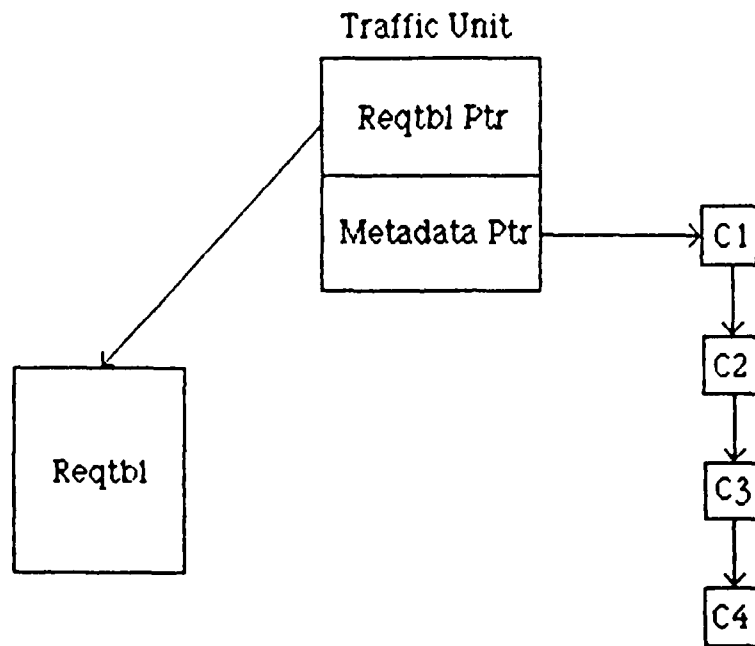 Traffic Unit
Reqtbl Ptr
Metadata Ptr
C1
C2
Reqtbl
C3
C4